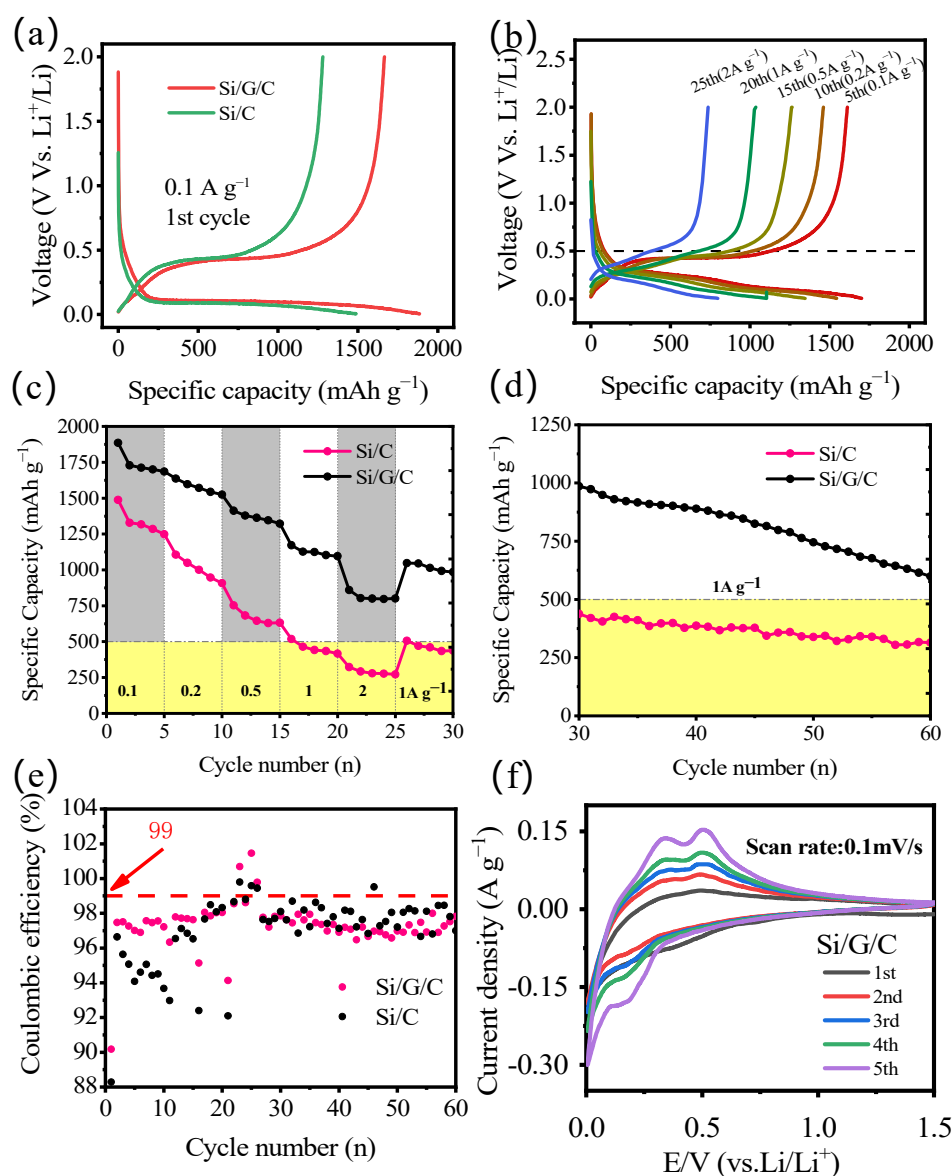 (a)
Voltage (V Vs. Li⁺/Li)
2.0
1.5
1.0
0.5
0.0
Si/G/C
Si/C
0.1 A g⁻¹
1st cycle
0 500 1000 1500 2000
Specific capacity (mAh g⁻¹)
(b)
Voltage (V Vs. Li⁺/Li)
2.5
2.0
1.5
1.0
0.5
0.0
25th(2A g⁻¹)
20th(1A g⁻¹)
15th(0.5A g⁻¹)
10th(0.2A g⁻¹)
5th(0.1A g⁻¹)
0 500 1000 1500 2000
Specific capacity (mAh g⁻¹)
(c)
Specific Capacity (mAh g⁻¹)
2000
1750
1500
1250
1000
750
500
250
0
Si/C
Si/G/C
0.1 0.2 0.5 1 2 1A g⁻¹
0 5 10 15 20 25 30
Cycle number (n)
(d)
Specific Capacity (mAh g⁻¹)
1250
1000
750
500
250
0
Si/C
Si/G/C
1A g⁻¹
30 40 50 60
Cycle number (n)
(e)
Coulombic efficiency (%)
104
102
100
98
96
94
92
90
88
99
Si/G/C
Si/C
0 10 20 30 40 50 60
Cycle number (n)
(f)
Current density (A g⁻¹)
0.15
0.00
-0.15
-0.30
Scan rate:0.1mV/s
Si/G/C
1st
2nd
3rd
4th
5th
0.0 0.5 1.0 1.5
E/V (vs.Li/Li⁺)